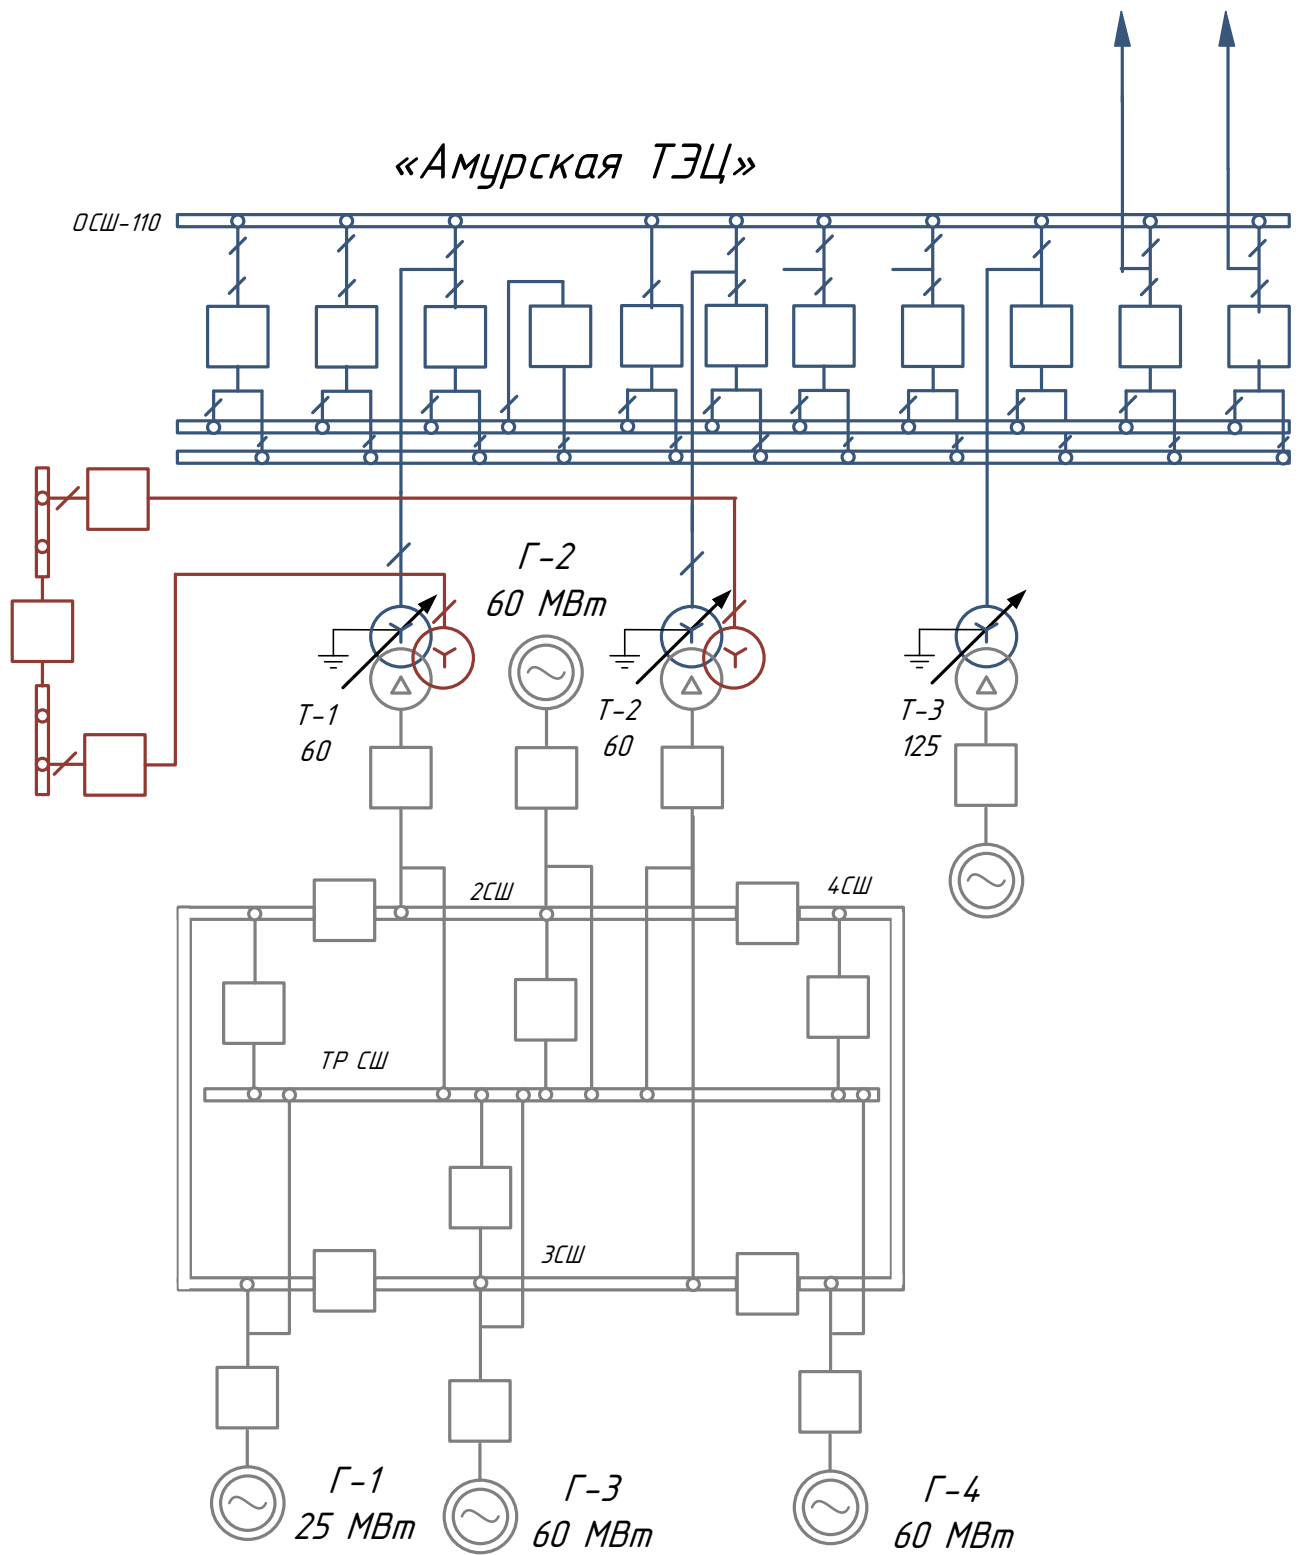 «Амурская ТЭЦ»
ОСШ-110
Г-2
60 МВт
Т-1
60
Т-2
60
Т-3
125
2СШ
4СШ
ТР СШ
3СШ
Г-1
25 МВт
Г-3
60 МВт
Г-4
60 МВт